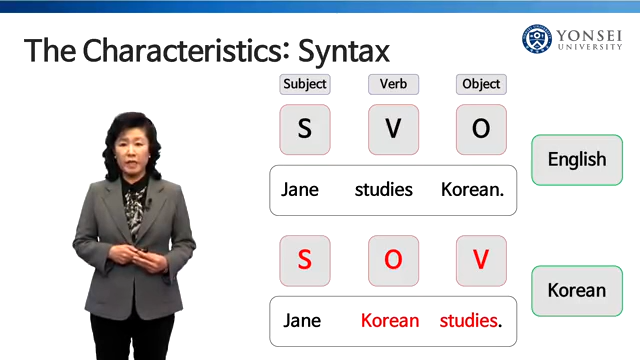 The Characteristics: Syntax
YONSEI
UNIVERSITY
Subject Verb Object
S V O
English
Jane studies Korean.
S O V
Korean
Jane Korean studies.